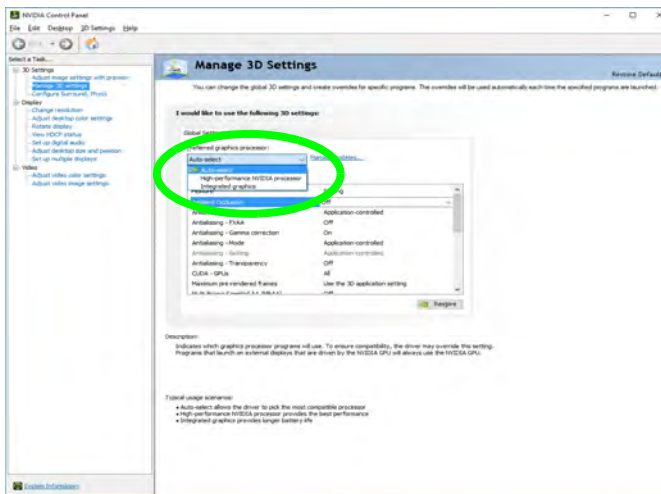 NVIDIA Control Panel
File Edit Desktop 3D Settings Help
Select a Task...
3D Settings
Adjust image settings with preview
Manage 3D settings
Configure Surround, PhysX
Display
Change resolution
Adjust desktop color settings
Rotate display
View HDCP status
Set up digital audio
Adjust desktop size and position
Set up multiple displays
Video
Adjust video color settings
Adjust video image settings
System Information
Manage 3D Settings
Restore Default
You can change the global 3D settings and create overrides for specific programs. The overrides will be used automatically each time the specified programs are launched.
I would like to use the following 3D settings:
Global Settings
Preferred graphics processor:
Auto-select
Auto-select
High-performance NVIDIA processor
Integrated graphics
Feature
Ambient Occlusion Off
Antialiasing - FXAA Off
Antialiasing - Gamma correction On
Antialiasing - Mode Application-controlled
Antialiasing - Setting Application-controlled
Antialiasing - Transparency Off
CUDA - GPUs All
Maximum pre-rendered frames Use the 3D application setting
Restore
Description:
Indicates which graphics processor programs will use. To ensure compatibility, the driver may override this setting.
Programs that launch on external displays that are driven by the NVIDIA GPU will always use the NVIDIA GPU.
Typical usage scenarios:
• Auto-select allows the driver to pick the most compatible processor
• High-performance NVIDIA processor provides the best performance
• Integrated graphics provides longer battery life